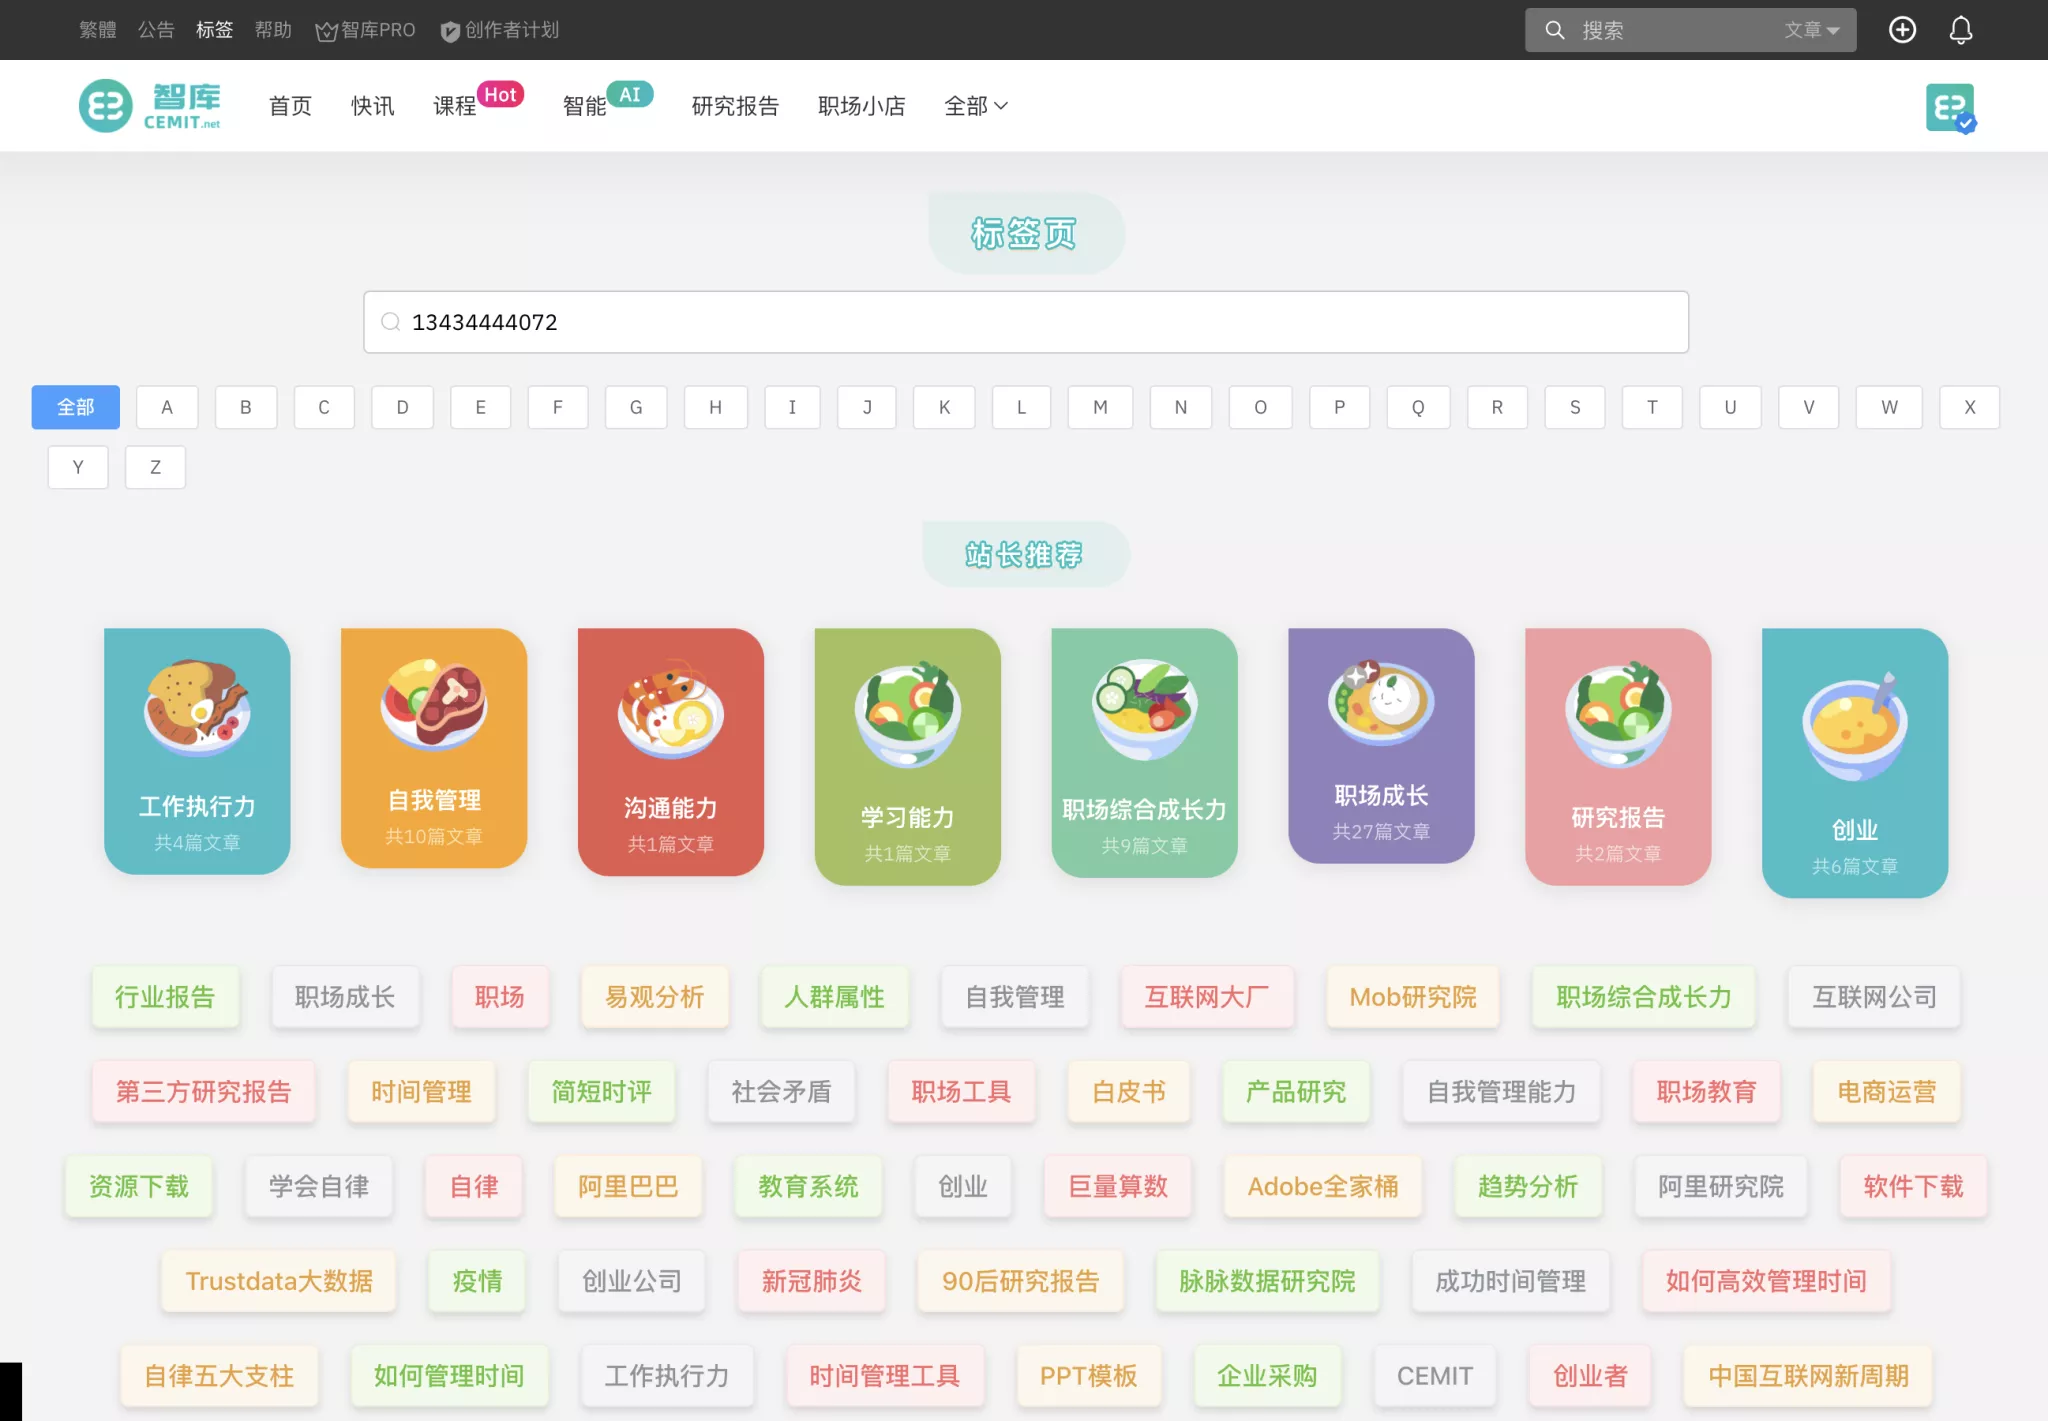 繁體 公告 标签 帮助 智库PRO 创作者计划 搜索 文章
智库 CEMIT.net 首页 快讯 课程 Hot 智能 AI 研究报告 职场小店 全部
标签页
13434444072
全部 A B C D E F G H I J K L M N O P Q R S T U V W X
Y Z
站长推荐
工作执行力
共4篇文章
自我管理
共10篇文章
沟通能力
共1篇文章
学习能力
共1篇文章
职场综合成长力
共9篇文章
职场成长
共27篇文章
研究报告
共2篇文章
创业
共6篇文章
行业报告 职场成长 职场 易观分析 人群属性 自我管理 互联网大厂 Mob研究院 职场综合成长力 互联网公司
第三方研究报告 时间管理 简短时评 社会矛盾 职场工具 白皮书 产品研究 自我管理能力 职场教育 电商运营
资源下载 学会自律 自律 阿里巴巴 教育系统 创业 巨量算数 Adobe全家桶 趋势分析 阿里研究院 软件下载
Trustdata大数据 疫情 创业公司 新冠肺炎 90后研究报告 脉脉数据研究院 成功时间管理 如何高效管理时间
自律五大支柱 如何管理时间 工作执行力 时间管理工具 PPT模板 企业采购 CEMIT 创业者 中国互联网新周期